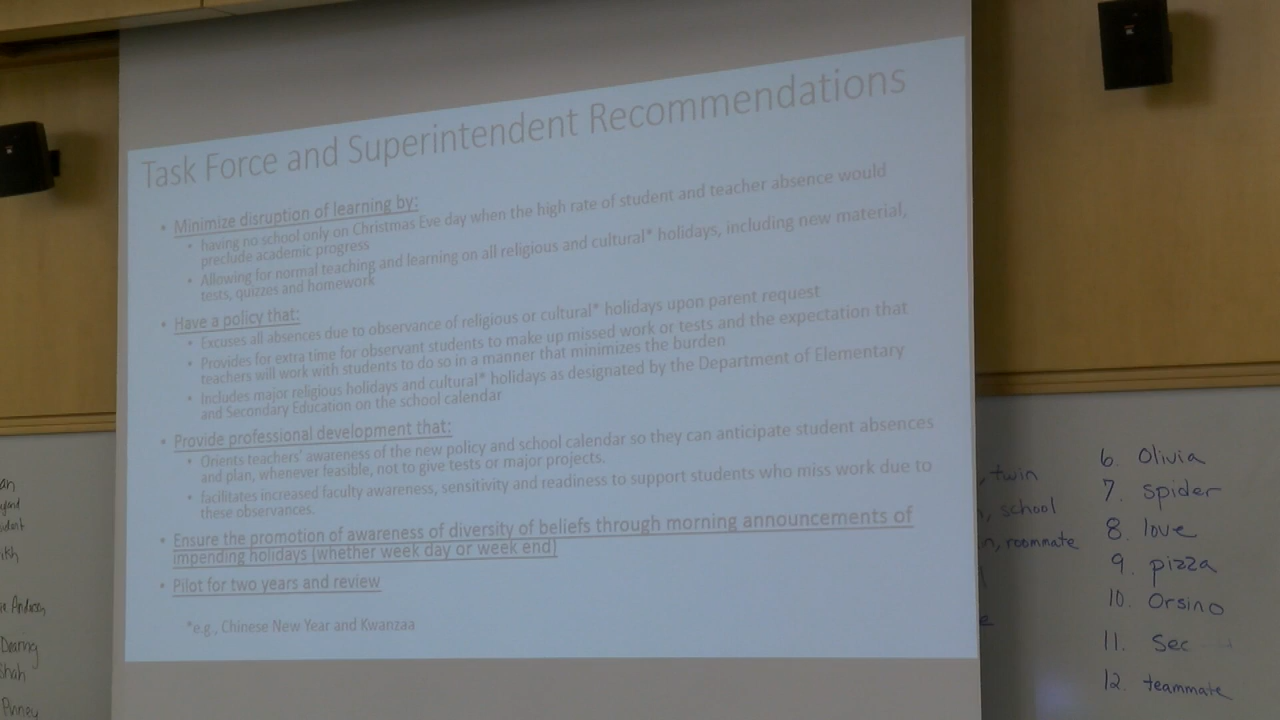 Task Force and Superintendent Recommendations
• Minimize disruption of learning by:
• having no school only on Christmas Eve day when the high rate of student and teacher absence would
preclude academic progress
• Allowing for normal teaching and learning on all religious and cultural* holidays, including new material,
tests, quizzes and homework
• Have a policy that:
• Excuses all absences due to observance of religious or cultural* holidays upon parent request
• Provides for extra time for observant students to make up missed work or tests and the expectation that
teachers will work with students to do so in a manner that minimizes the burden
• Includes major religious holidays and cultural* holidays as designated by the Department of Elementary
and Secondary Education on the school calendar
• Provide professional development that:
• Orients teachers' awareness of the new policy and school calendar so they can anticipate student absences
and plan, whenever feasible, not to give tests or major projects.
• facilitates increased faculty awareness, sensitivity and readiness to support students who miss work due to
these observances.
• Ensure the promotion of awareness of diversity of beliefs through morning announcements of
impending holidays (whether week day or week end)
• Pilot for two years and review
*e.g., Chinese New Year and Kwanzaa
, twin
, school
, roommate
6. Olivia
7. spider
8. love
9. pizza
10. Orsino
11. Sec
12. teammate
Dearing
Shah